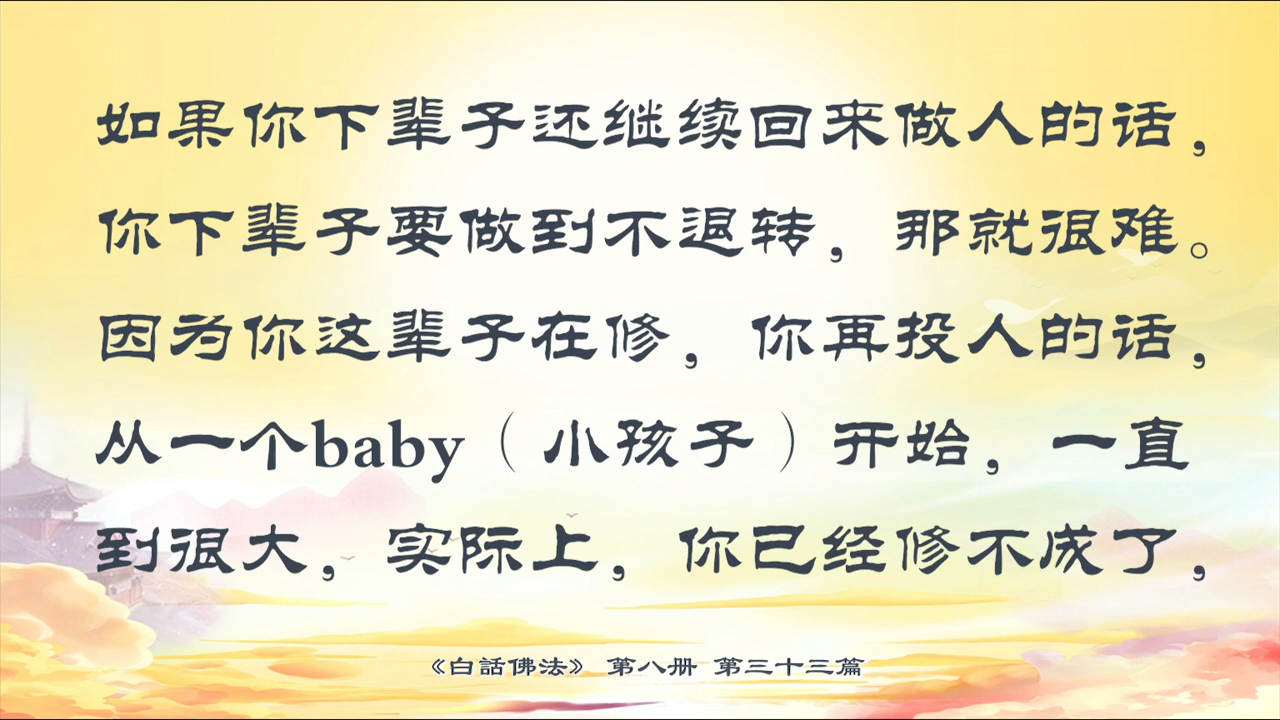 如果你下辈子还继续回来做人的话，
你下辈子要做到不退转，那就很难。
因为你这辈子在修，你再投人的话，
从一个baby（小孩子）开始，一直
到很大，实际上，你已经修不成了，
《白話佛法》 第八册 第三十三篇